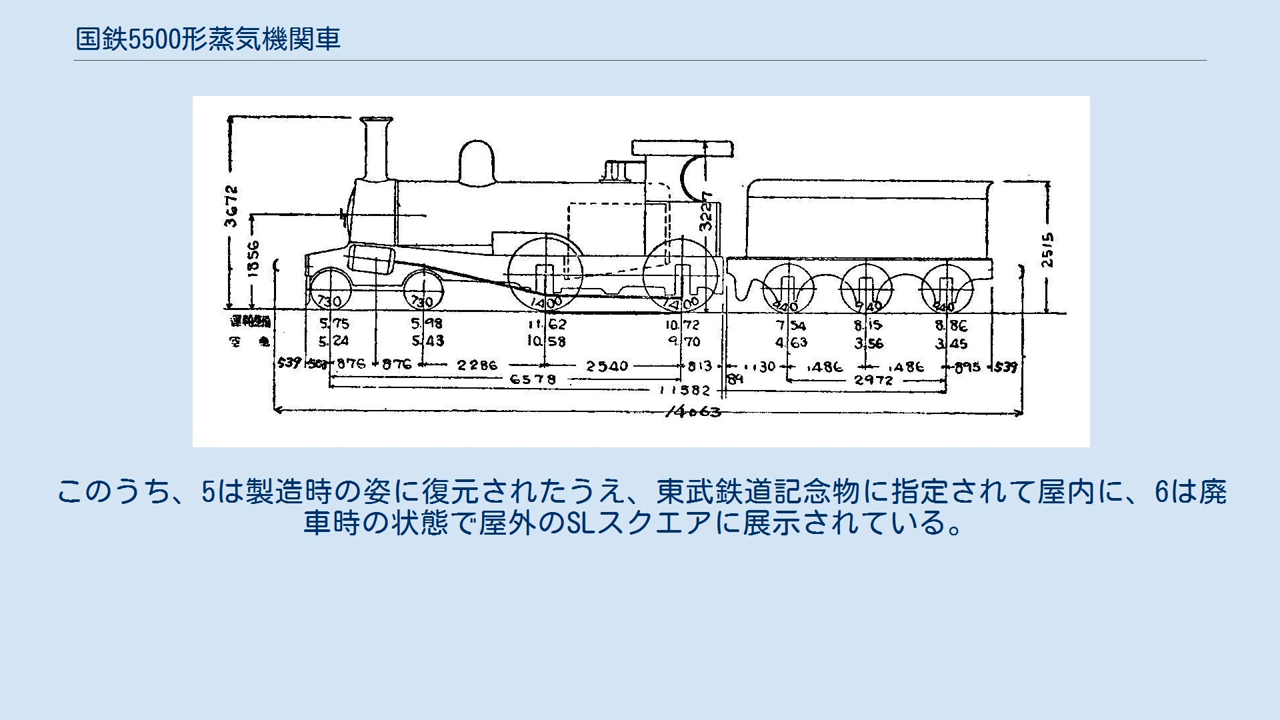 国鉄5500形蒸気機関車
3672
1856
3227
2515
730 730 1400 1400 940 940 940
5.75 5.98 11.62 10.72 7.54 8.15 8.86
5.24 5.43 10.58 9.70 4.63 3.56 3.45
539 508 876 876 2286 2540 813 1130 1486 1486 895 539
6578 89 2972
11582
14063
このうち、5は製造時の姿に復元されたうえ、東武鉄道記念物に指定されて屋内に、6は廃
車時の状態で屋外のSLスクエアに展示されている。